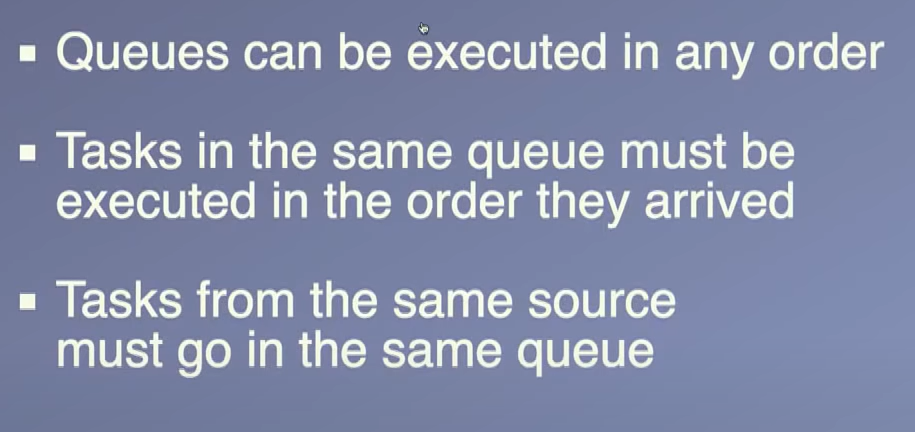 ▪ Queues can be executed in any order
▪ Tasks in the same queue must be
executed in the order they arrived
▪ Tasks from the same source
must go in the same queue